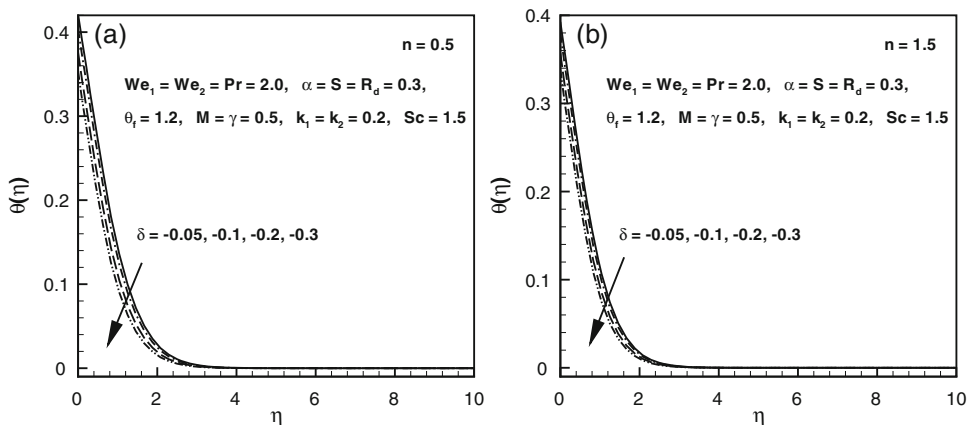 (a)
n = 0.5
We₁ = We₂ = Pr = 2.0, α = S = R_d = 0.3,
θ_f = 1.2, M = γ = 0.5, k₁ = k₂ = 0.2, Sc = 1.5
δ = -0.05, -0.1, -0.2, -0.3
θ(η)
0.4
0.3
0.2
0.1
0
0
2
4
6
8
10
η
(b)
n = 1.5
We₁ = We₂ = Pr = 2.0, α = S = R_d = 0.3,
θ_f = 1.2, M = γ = 0.5, k₁ = k₂ = 0.2, Sc = 1.5
δ = -0.05, -0.1, -0.2, -0.3
θ(η)
0.4
0.3
0.2
0.1
0
0
2
4
6
8
10
η